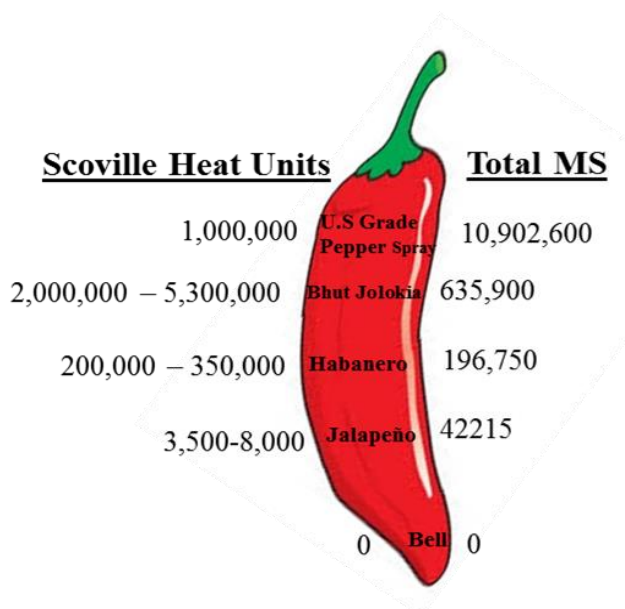 Scoville Heat Units Total MS
1,000,000 U.S Grade Pepper Spray 10,902,600
2,000,000 – 5,300,000 Bhut Jolokia 635,900
200,000 – 350,000 Habanero 196,750
3,500-8,000 Jalapeño 42215
0 Bell 0